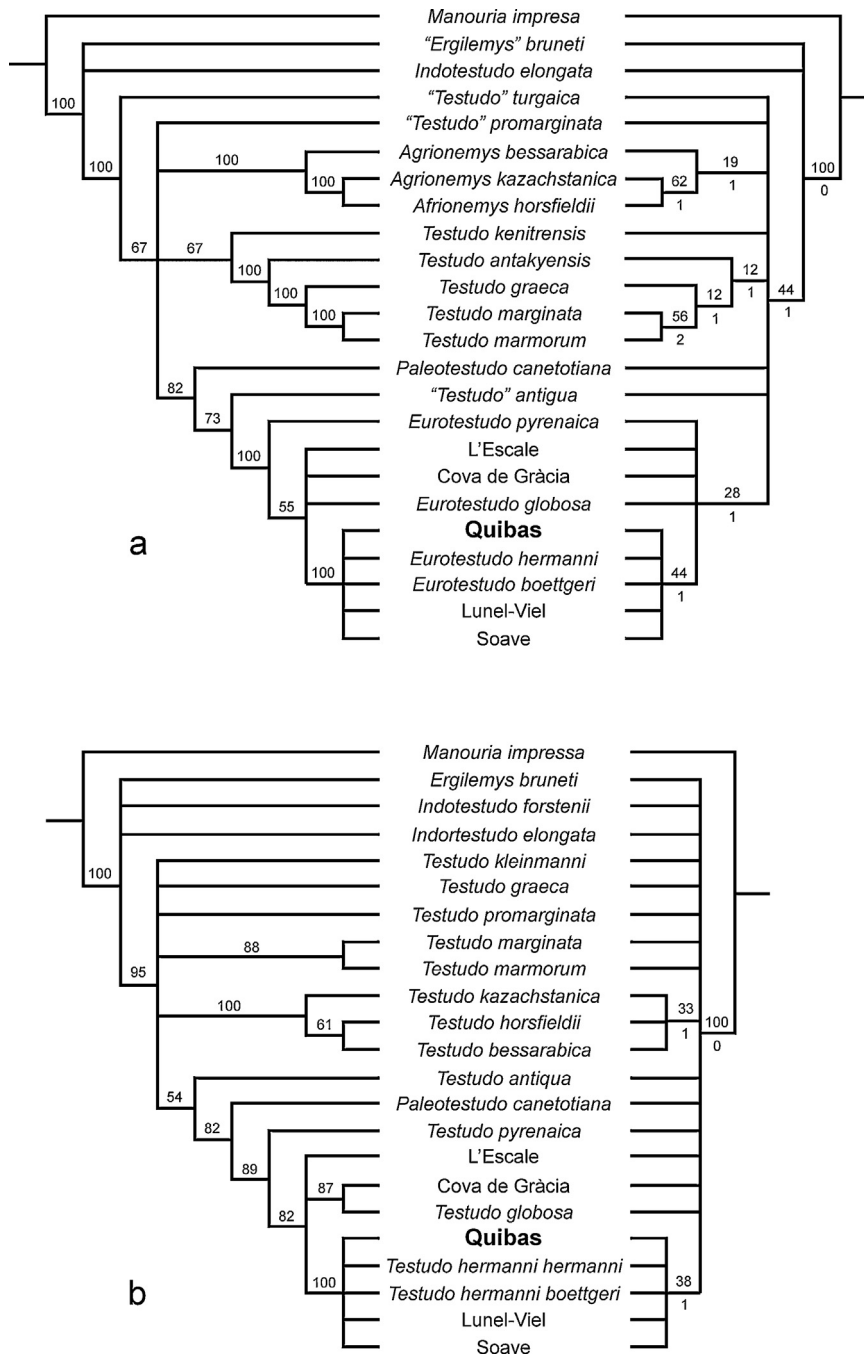 Manouria impresa
“Ergilemys” bruneti
Indotestudo elongata
“Testudo” turgaica
100
“Testudo” promarginata
Agrionemys bessarabica
100
19
100
100
Agrionemys kazachstanica
100
62
1
0
Afrionemys horsfieldii
1
Testudo kenitrensis
67
67
Testudo antakyensis
100
12
Testudo graeca
100
12
1
44
1
1
Testudo marginata
100
56
Testudo marmorum
2
Paleotestudo canetotiana
82
“Testudo” antigua
73
Eurotestudo pyrenaica
L’Escale
100
Cova de Gràcia
Eurotestudo globosa
55
28
1
Quibas
a
Eurotestudo hermanni
Eurotestudo boettgeri
100
44
1
Lunel-Viel
Soave
Manouria impressa
Ergilemys bruneti
Indotestudo forstenii
Indortestudo elongata
Testudo kleinmanni
100
Testudo graeca
Testudo promarginata
Testudo marginata
88
Testudo marmorum
95
Testudo kazachstanica
100
33
Testudo horsfieldii
61
1
100
0
Testudo bessarabica
Testudo antiqua
54
Paleotestudo canetotiana
82
Testudo pyrenaica
L’Escale
89
Cova de Gràcia
87
Testudo globosa
82
Quibas
Testudo hermanni hermanni
100
38
b
Testudo hermanni boettgeri
1
Lunel-Viel
Soave